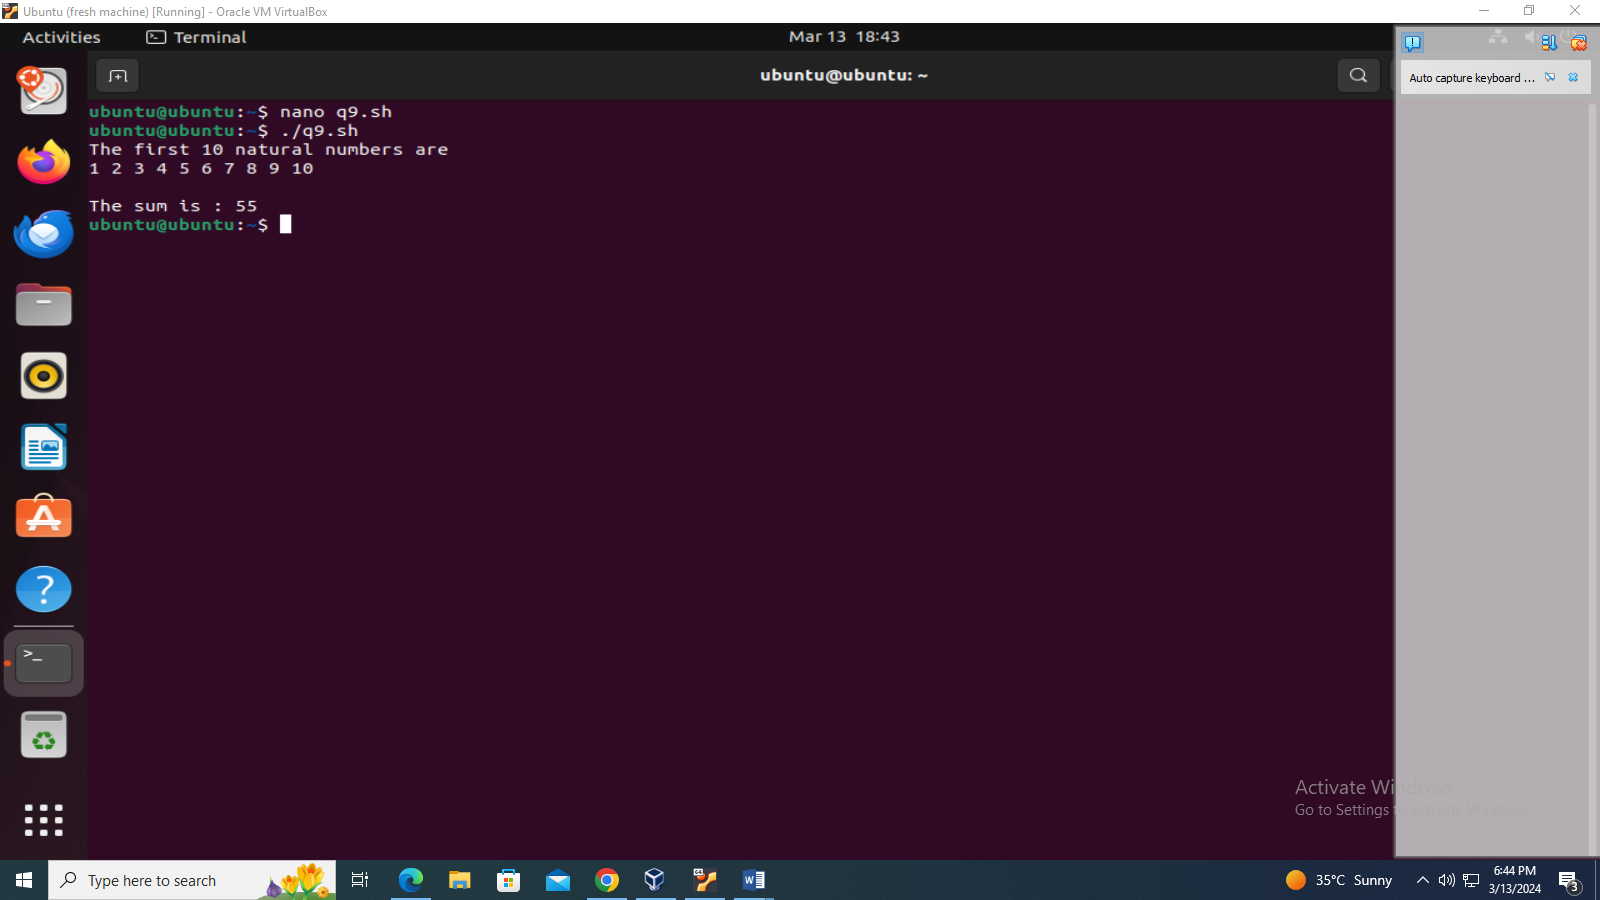 Ubuntu (fresh machine) [Running] - Oracle VM VirtualBox
Activities
Terminal
Mar 13 18:43
ubuntu@ubuntu: ~
Auto capture keyboard ...
ubuntu@ubuntu:~$ nano q9.sh
ubuntu@ubuntu:~$ ./q9.sh
The first 10 natural numbers are
1 2 3 4 5 6 7 8 9 10
The sum is : 55
ubuntu@ubuntu:~$
Activate Windows
Go to Settings to activate Windows.
Type here to search
35°C Sunny
6:44 PM
3/13/2024
3